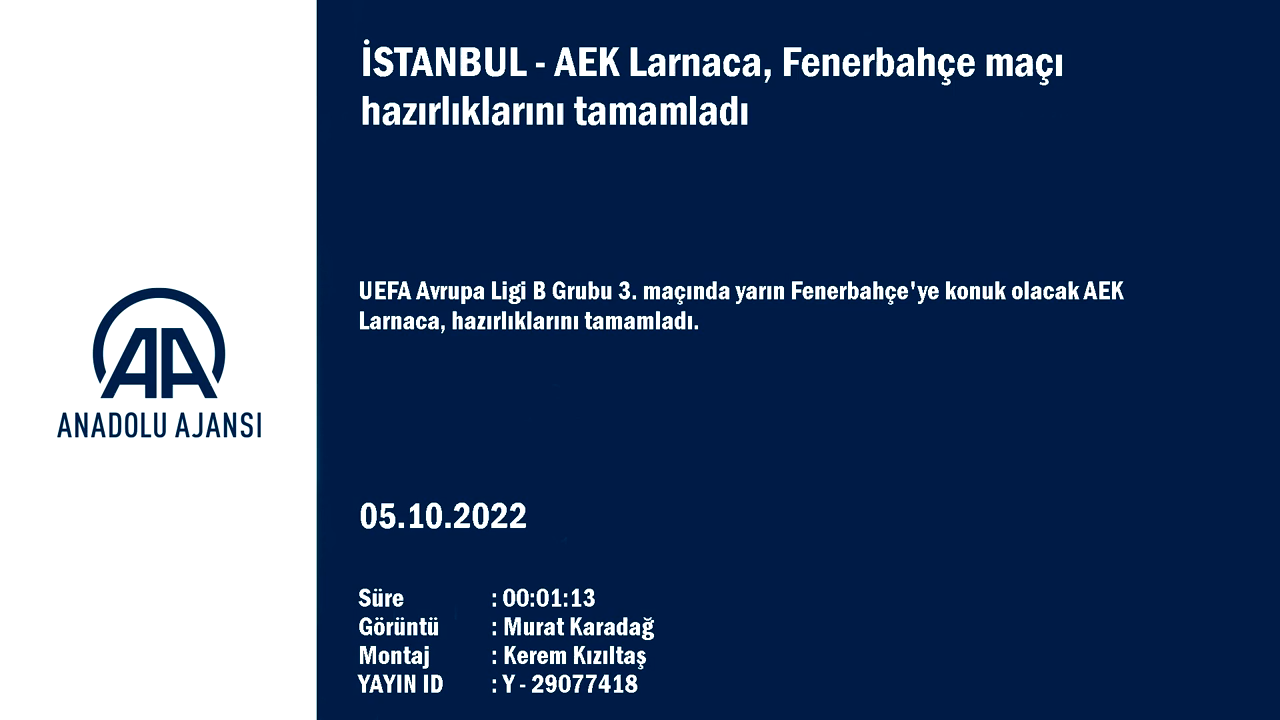 İSTANBUL - AEK Larnaca, Fenerbahçe maçı
hazırlıklarını tamamladı
UEFA Avrupa Ligi B Grubu 3. maçında yarın Fenerbahçe'ye konuk olacak AEK
Larnaca, hazırlıklarını tamamladı.
AA
ANADOLU AJANSI
05.10.2022
Süre : 00:01:13
Görüntü : Murat Karadağ
Montaj : Kerem Kızıltaş
YAYIN ID : Y - 29077418